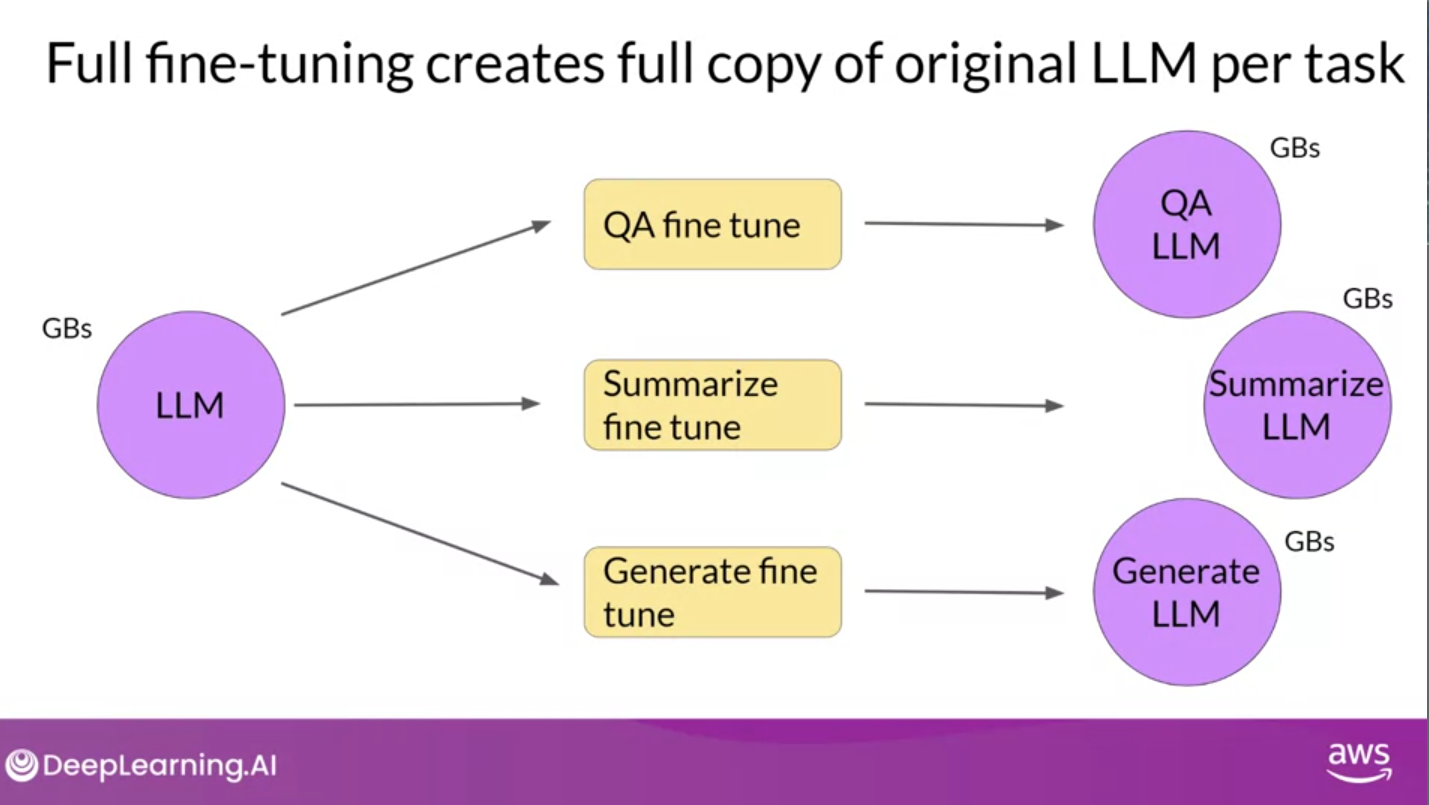 Full fine-tuning creates full copy of original LLM per task
GBs
LLM
QA fine tune
QA
LLM
GBs
Summarize
fine tune
Summarize
LLM
GBs
Generate fine
tune
Generate
LLM
GBs
DeepLearning.AI
aws